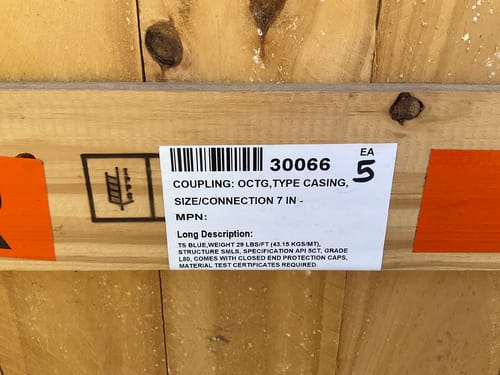 30066
EA
5
COUPLING: OCTG,TYPE CASING,
SIZE/CONNECTION 7 IN -
MPN:
Long Description:
.TS BLUE,WEIGHT 29 LBS/FT (43.15 KGS/MT),
STRUCTURE SMLS, SPECIFICATION API 5CT, GRADE
L80, COMES WITH CLOSED END PROTECTION CAPS,
MATERIAL TEST CERTIFICATES REQUIRED.